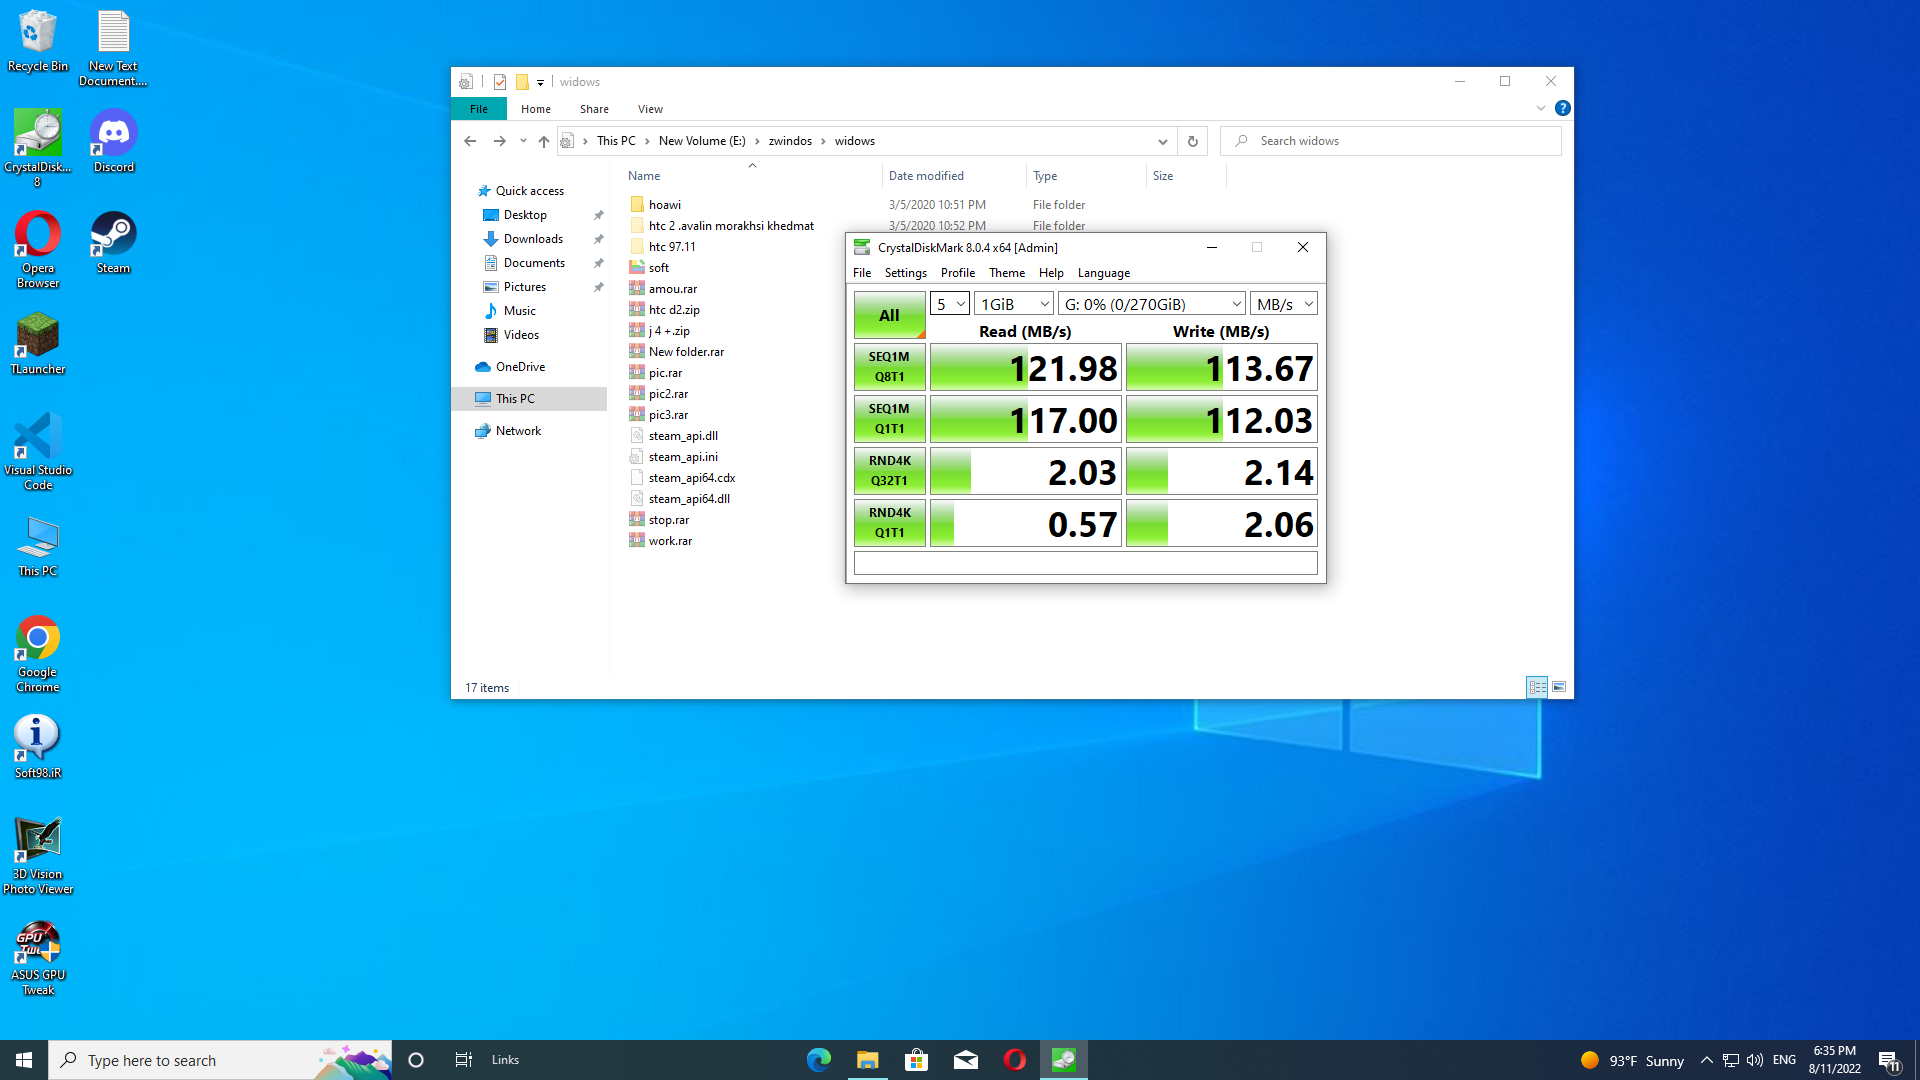 Recycle Bin
New Text
Document....
CrystalDisk...
8
Discord
Opera
Browser
Steam
TLauncher
Visual Studio
Code
This PC
Google
Chrome
Soft98.iR
3D Vision
Photo Viewer
GPU
ASUS GPU
Tweak
widows
File Home Share View
This PC > New Volume (E:) > zwindos > widows
Search widows
Name Date modified Type Size
Quick access
Desktop
Downloads
Documents
Pictures
Music
Videos
OneDrive
This PC
Network
hoawi 3/5/2020 10:51 PM File folder
htc 2 .avalin morakhsi khedmat 3/5/2020 10:52 PM File folder
htc 97.11
soft
amou.rar
htc d2.zip
j 4 +.zip
New folder.rar
pic.rar
pic2.rar
pic3.rar
steam_api.dll
steam_api.ini
steam_api64.cdx
steam_api64.dll
stop.rar
work.rar
17 items
CrystalDiskMark 8.0.4 x64 [Admin]
File Settings Profile Theme Help Language
All 5 1GiB G: 0% (0/270GiB) MB/s
Read (MB/s) Write (MB/s)
SEQ1M
Q8T1 121.98 113.67
SEQ1M
Q1T1 117.00 112.03
RND4K
Q32T1 2.03 2.14
RND4K
Q1T1 0.57 2.06
Type here to search
Links
93°F Sunny
ENG
6:35 PM
8/11/2022
11